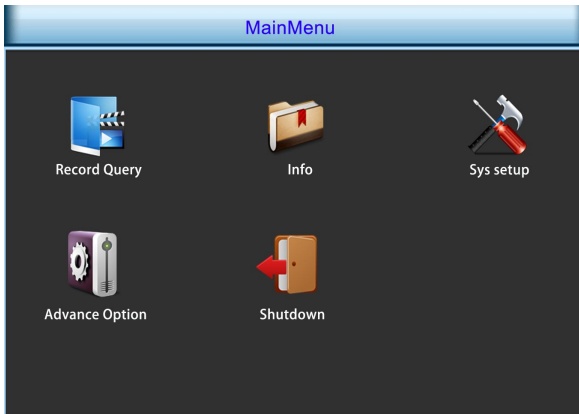 MainMenu
Record Query
Info
Sys setup
Advance Option
Shutdown